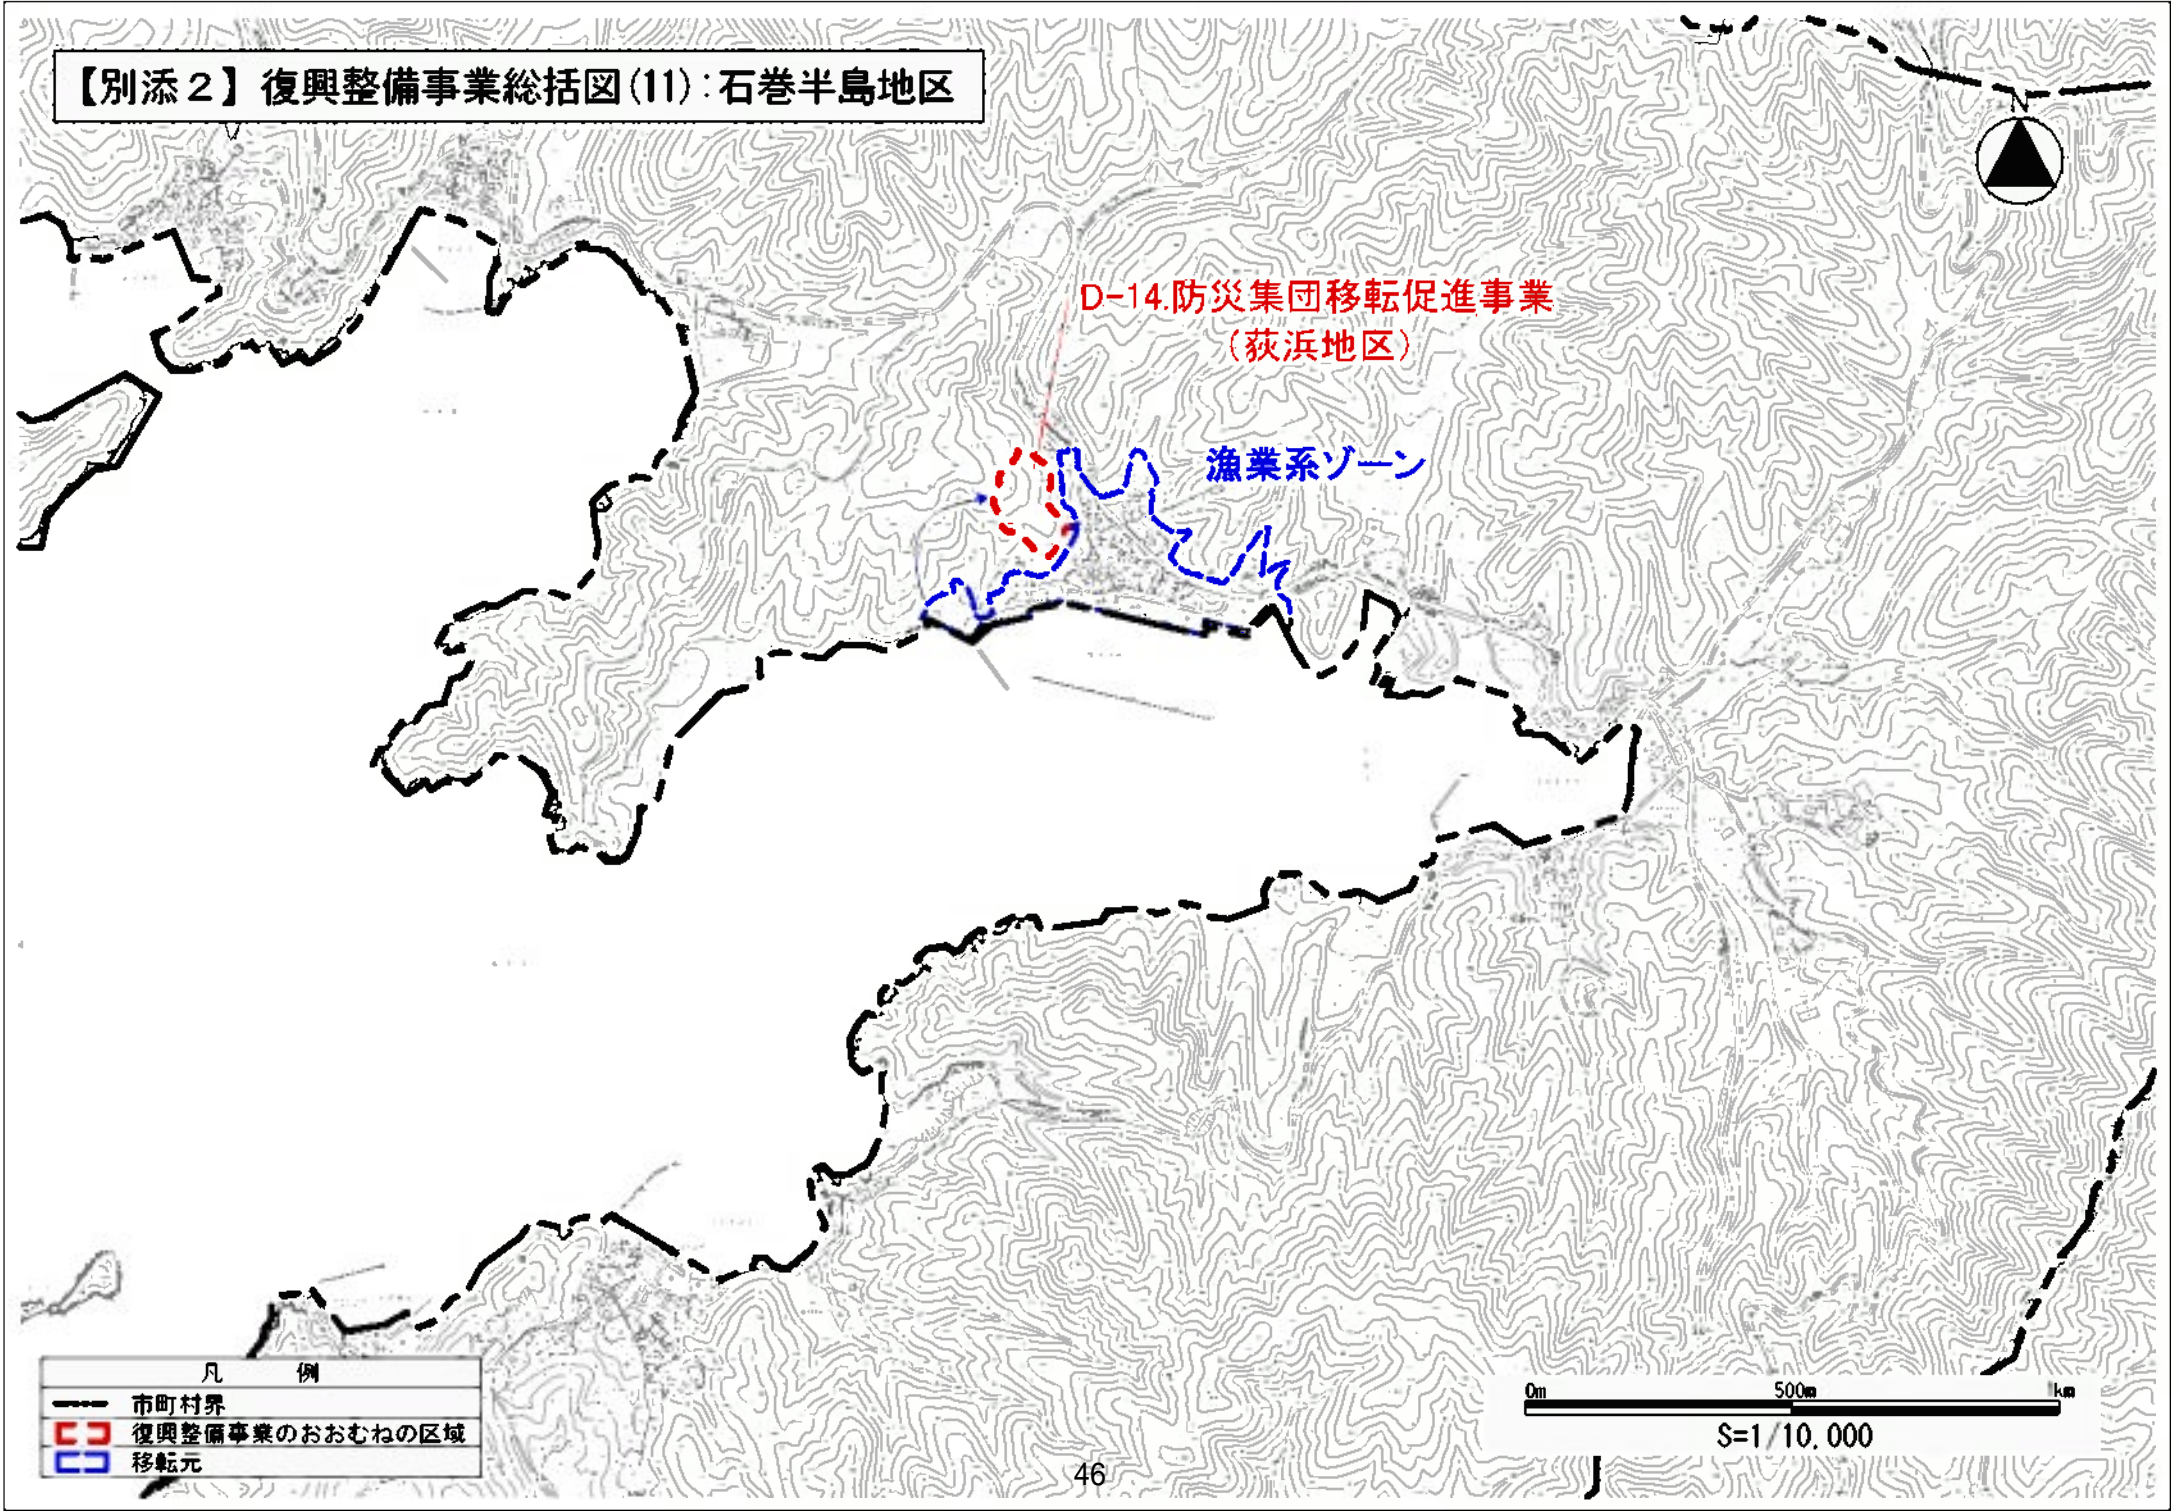 【別添２】復興整備事業総括図(11):石巻半島地区
N
D-14.防災集団移転促進事業
(荻浜地区)
漁業系ゾーン
凡　例
市町村界
復興整備事業のおおむねの区域
移転元
0m 500m 1km
S=1/10,000
46